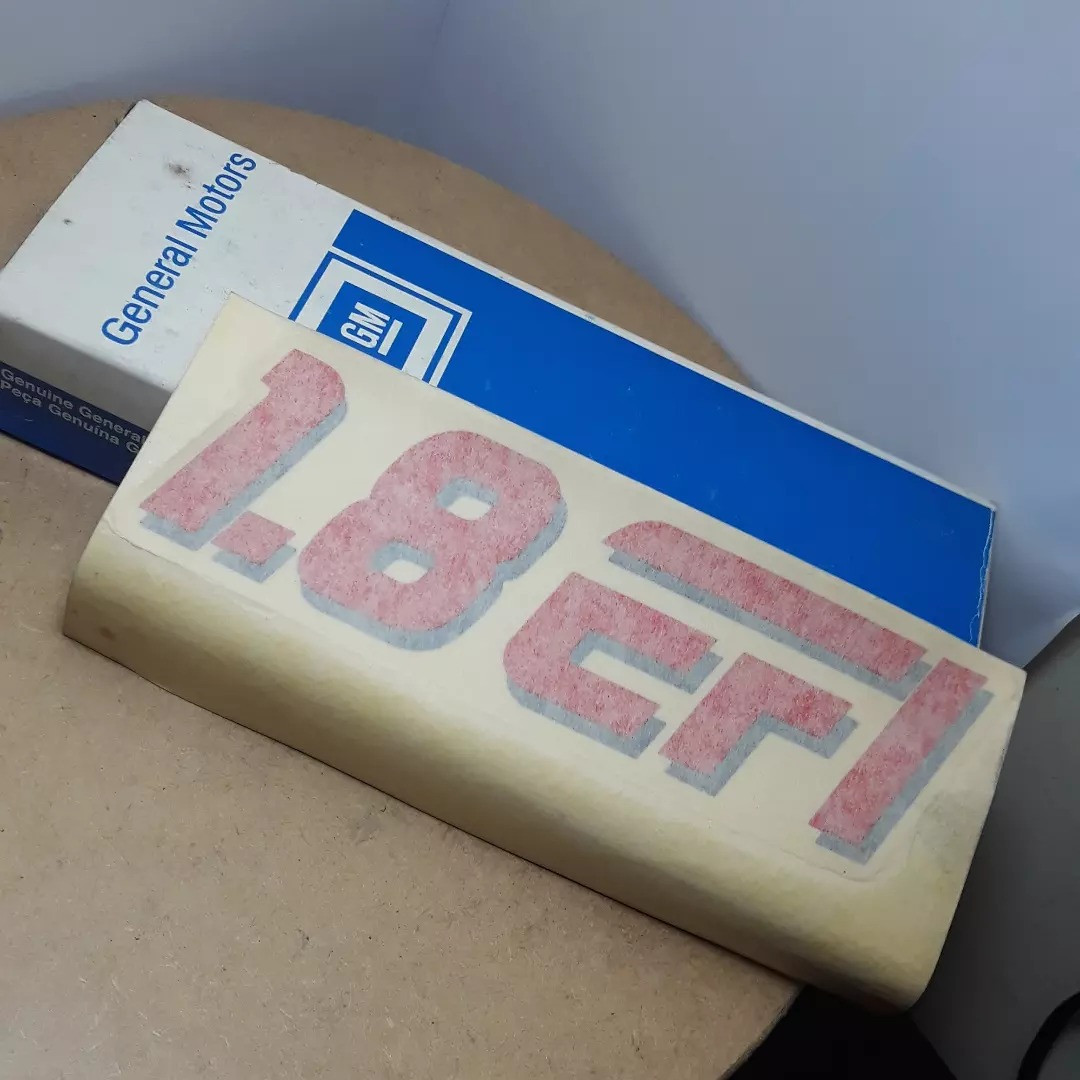 General Motors
GM
Genuine General
Peça Genuína G
1.8 EFI